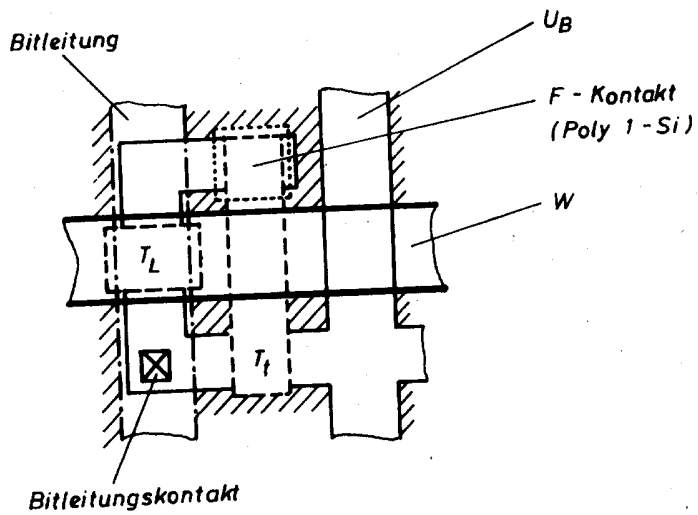 Bitleitung
U_B
F - Kontakt
(Poly 1 - Si)
W
T_L
T_t
Bitleitungskontakt